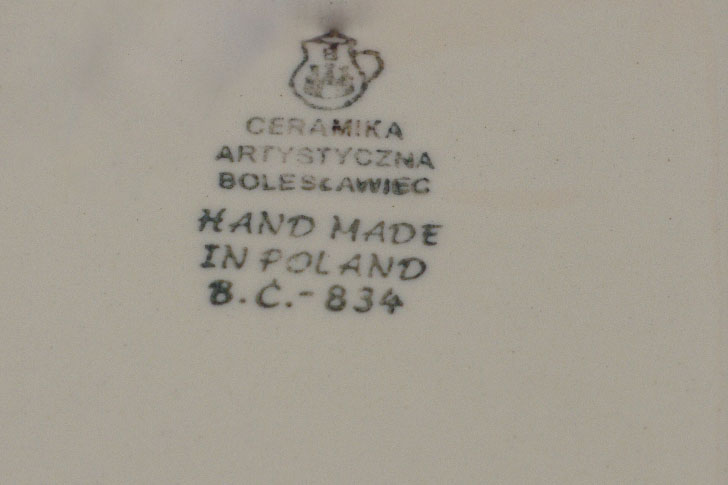 CERAMIKA
ARTYSTYCZNA
BOLESŁAWIEC
HAND MADE
IN POLAND
B.C.-834